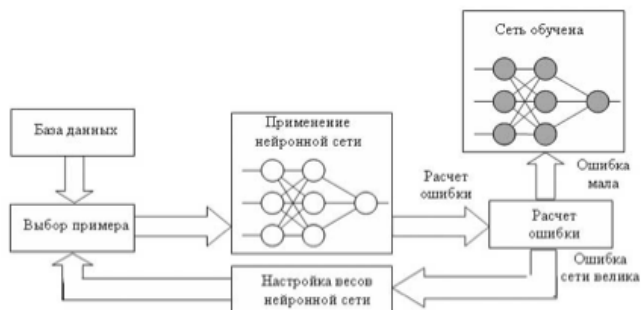 Сеть обучена
База данных
Применение
нейронной сети
Расчет
ошибки
Ошибка
мала
Выбор примера
Расчет
ошибки
Настройка весов
нейронной сети
Ошибка
сети велика